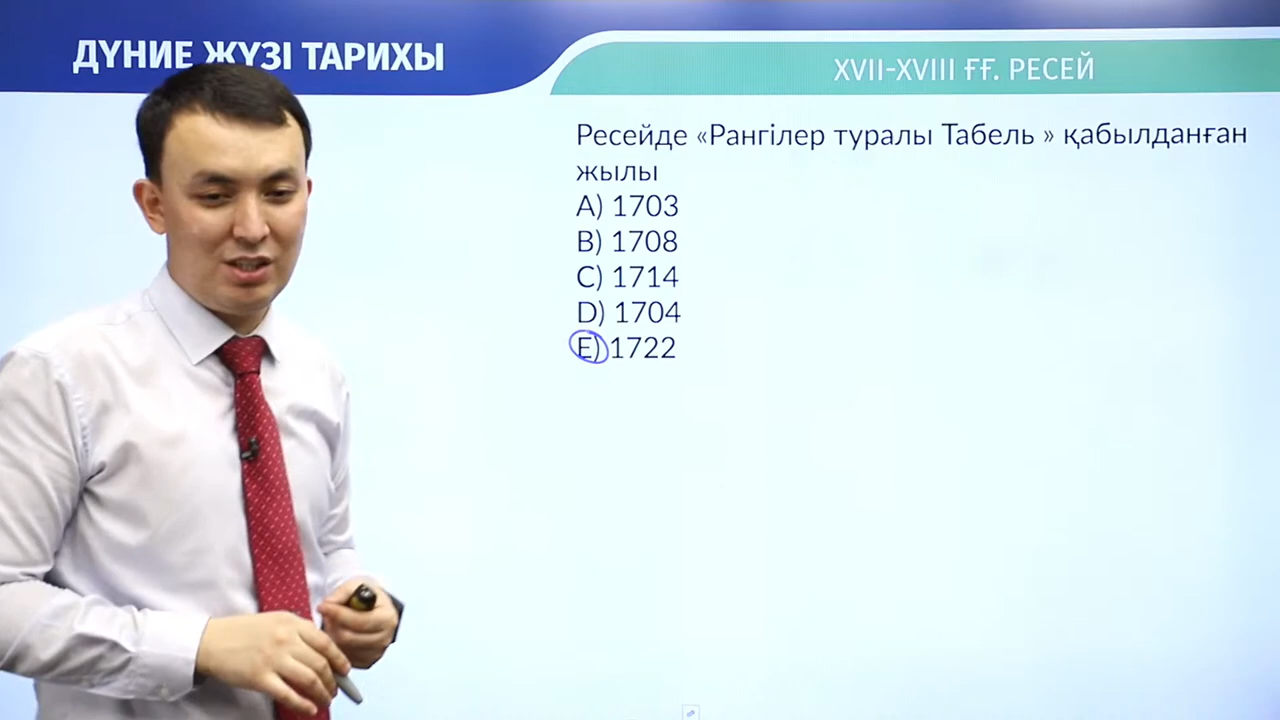 ДҮНИЕ ЖҮЗІ ТАРИХЫ
XVII-XVIII ҒҒ. РЕСЕЙ
Ресейде «Рангілер туралы Табель » қабылданған
жылы
A) 1703
B) 1708
C) 1714
D) 1704
E) 1722